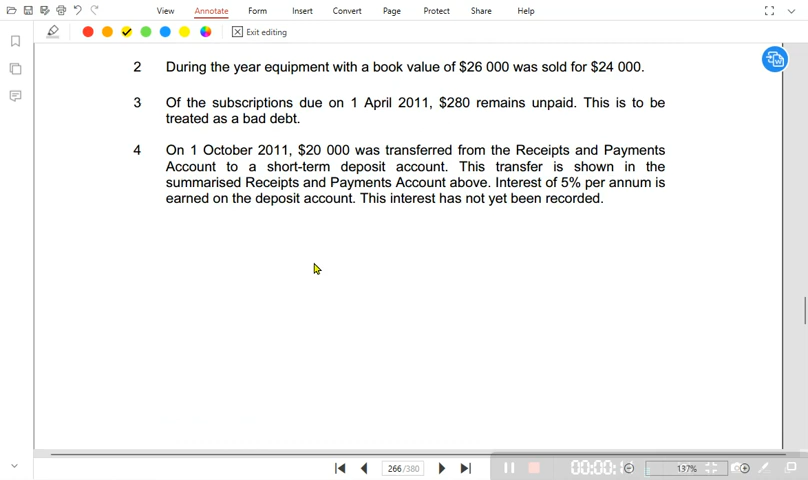 View Annotate Form Insert Convert Page Protect Share Help
Exit editing
2 During the year equipment with a book value of $26 000 was sold for $24 000.
3 Of the subscriptions due on 1 April 2011, $280 remains unpaid. This is to be
treated as a bad debt.
4 On 1 October 2011, $20 000 was transferred from the Receipts and Payments
Account to a short-term deposit account. This transfer is shown in the
summarised Receipts and Payments Account above. Interest of 5% per annum is
earned on the deposit account. This interest has not yet been recorded.
266/380
137%